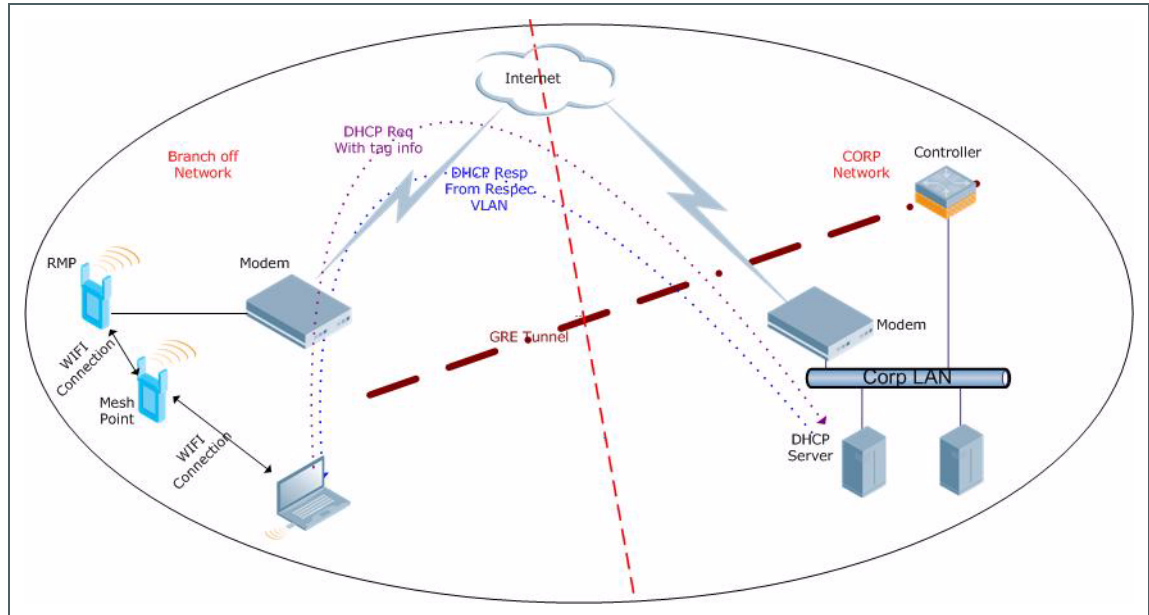 Internet
DHCP Req
With tag info
Branch off
Network
DHCP Resp
From Respec.
VLAN
CORP
Network
Controller
RMP
Modem
WIFI
Connection
Mesh
Point
WIFI
Connection
GRE Tunnel
Modem
Corp LAN
DHCP
Server